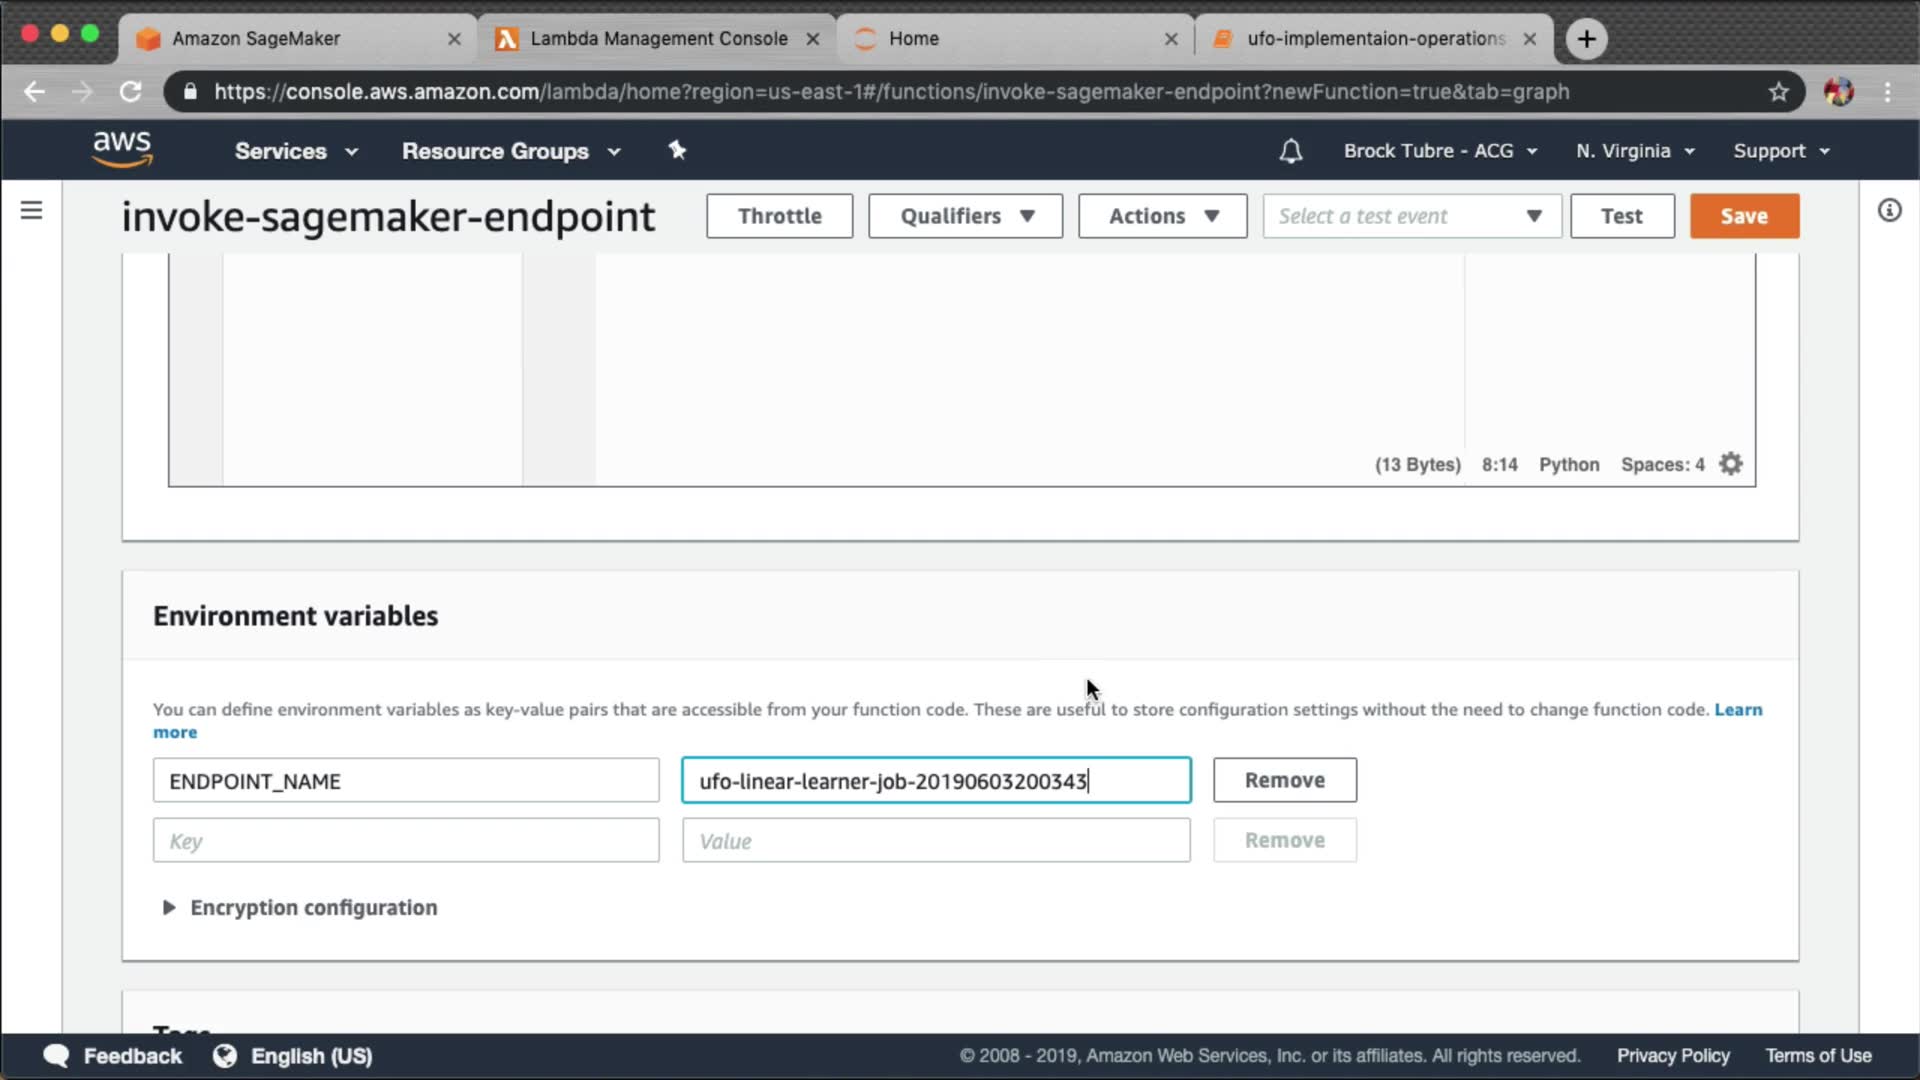 Amazon SageMaker
Lambda Management Console
Home
ufo-implementaion-operations
https://console.aws.amazon.com/lambda/home?region=us-east-1#/functions/invoke-sagemaker-endpoint?newFunction=true&tab=graph
aws
Services
Resource Groups
Brock Tubre - ACG
N. Virginia
Support
invoke-sagemaker-endpoint
Throttle
Qualifiers
Actions
Select a test event
Test
Save
(13 Bytes) 8:14 Python Spaces: 4
Environment variables
You can define environment variables as key-value pairs that are accessible from your function code. These are useful to store configuration settings without the need to change function code. Learn
more
ENDPOINT_NAME
ufo-linear-learner-job-20190603200343
Remove
Key
Value
Remove
Encryption configuration
Tags
Feedback
English (US)
© 2008 - 2019, Amazon Web Services, Inc. or its affiliates. All rights reserved.
Privacy Policy
Terms of Use